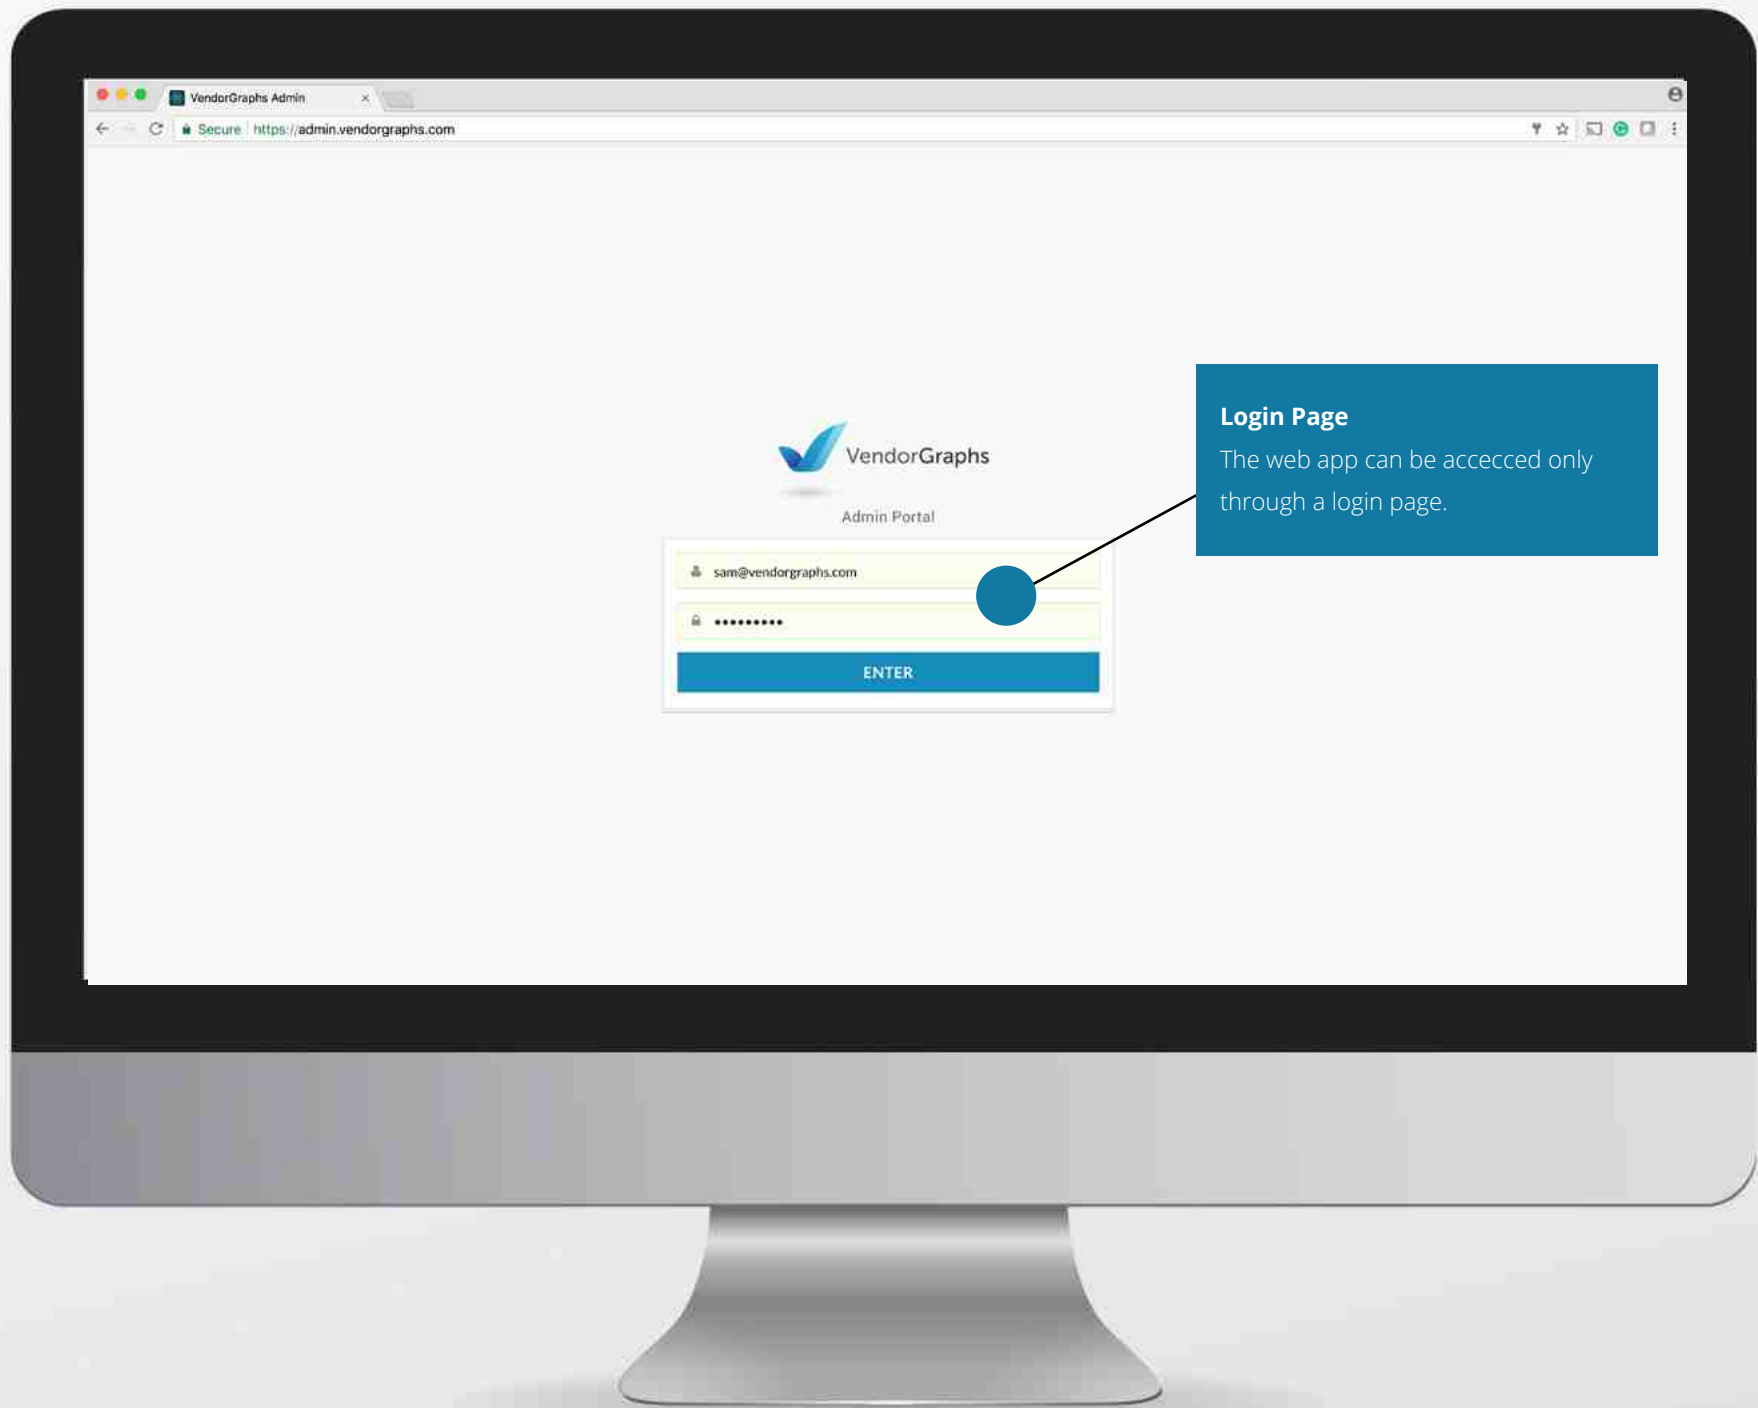 VendorGraphs Admin
Secure https://admin.vendorgraphs.com
VendorGraphs
Admin Portal
sam@vendorgraphs.com
•••••••••
ENTER
Login Page
The web app can be accecced only
through a login page.